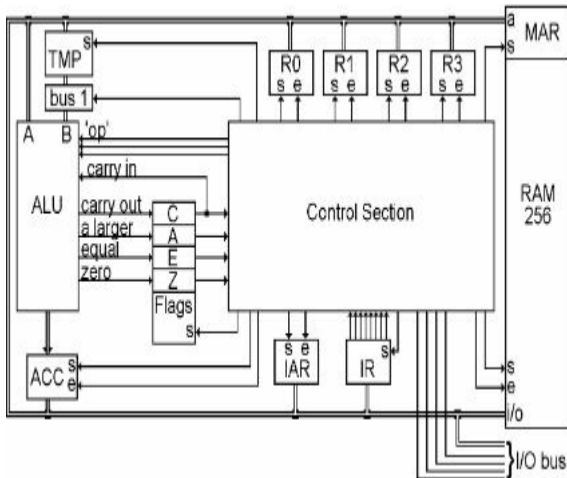 a
MAR
s
TMP
s
R0
s e
R1
s e
R2
s e
R3
s e
bus 1
A
B
'op'
carry in
ALU
carry out
a larger
equal
zero
C
A
E
Z
Flags
s
Control Section
RAM
256
ACC
s
e
s e
IAR
s
IR
s
e
i/o
I/O bus